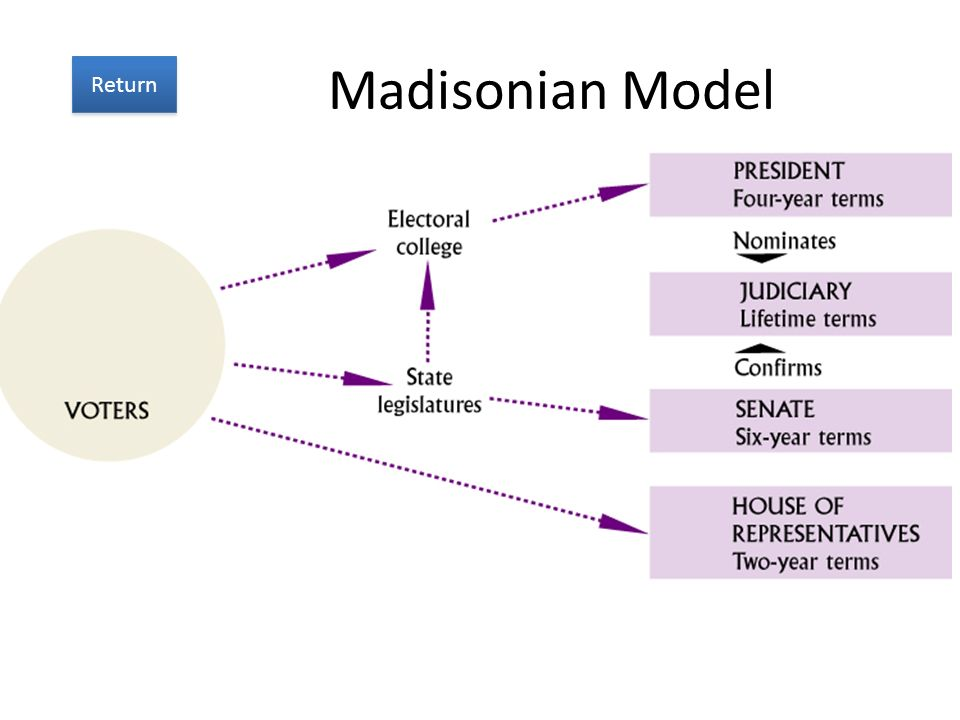 Return
Madisonian Model
PRESIDENT
Four-year terms
Electoral
college
Nominates
JUDICIARY
Lifetime terms
Confirms
State
legislatures
VOTERS
SENATE
Six-year terms
HOUSE OF
REPRESENTATIVES
Two-year terms